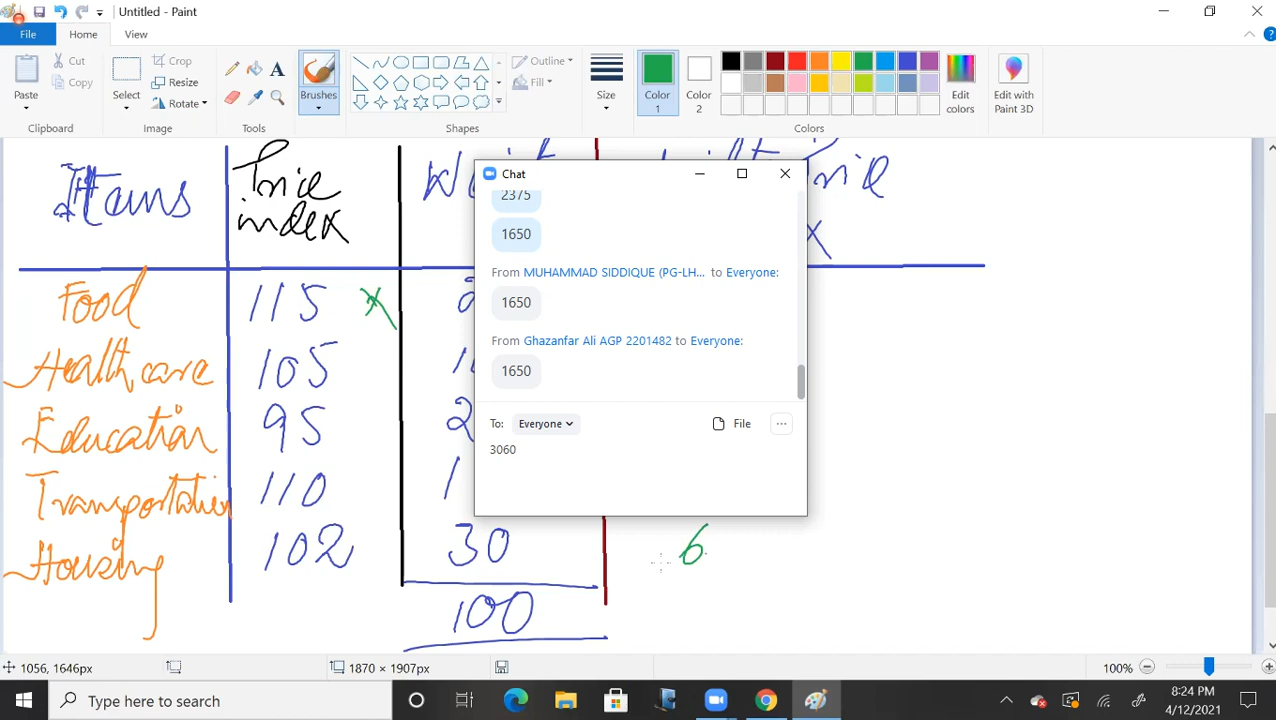 Untitled - Paint
File Home View
Paste
Cut
Copy
Clipboard
Select
Crop
Resize
Rotate
Image
Tools
Brushes
Outline
Fill
Shapes
Size
Color 1
Color 2
Edit colors
Edit with Paint 3D
Colors
Items Price index
Food 115 x
Healthcare 105
Education 95
Transportation 110
Housing 102 30 6
100
Chat
2375
1650
From MUHAMMAD SIDDIQUE (PG-LH... to Everyone:
1650
From Ghazanfar Ali AGP 2201482 to Everyone:
1650
To: Everyone File ...
3060
1056, 1646px 1870 × 1907px 100%
Type here to search
8:24 PM
4/12/2021